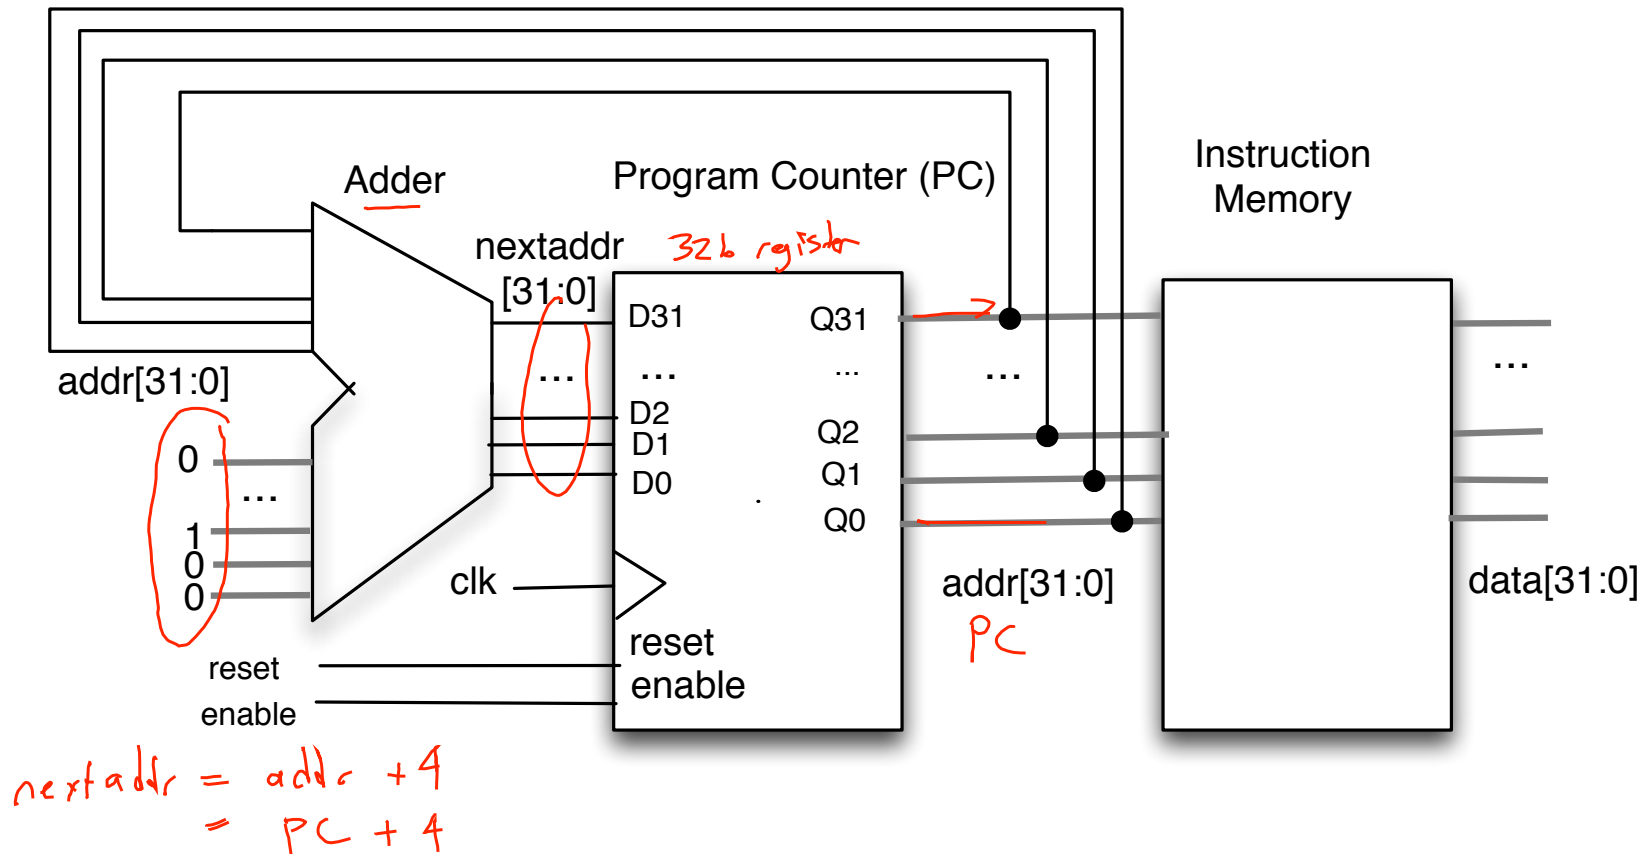 Adder
Program Counter (PC)
Instruction
Memory
nextaddr
[31:0]
32b register
D31
...
D2
D1
D0
Q31
...
Q2
Q1
Q0
...
...
...
addr[31:0]
0
...
1
0
0
clk
reset
enable
reset
enable
addr[31:0]
PC
data[31:0]
nextaddr = addr + 4
= PC + 4